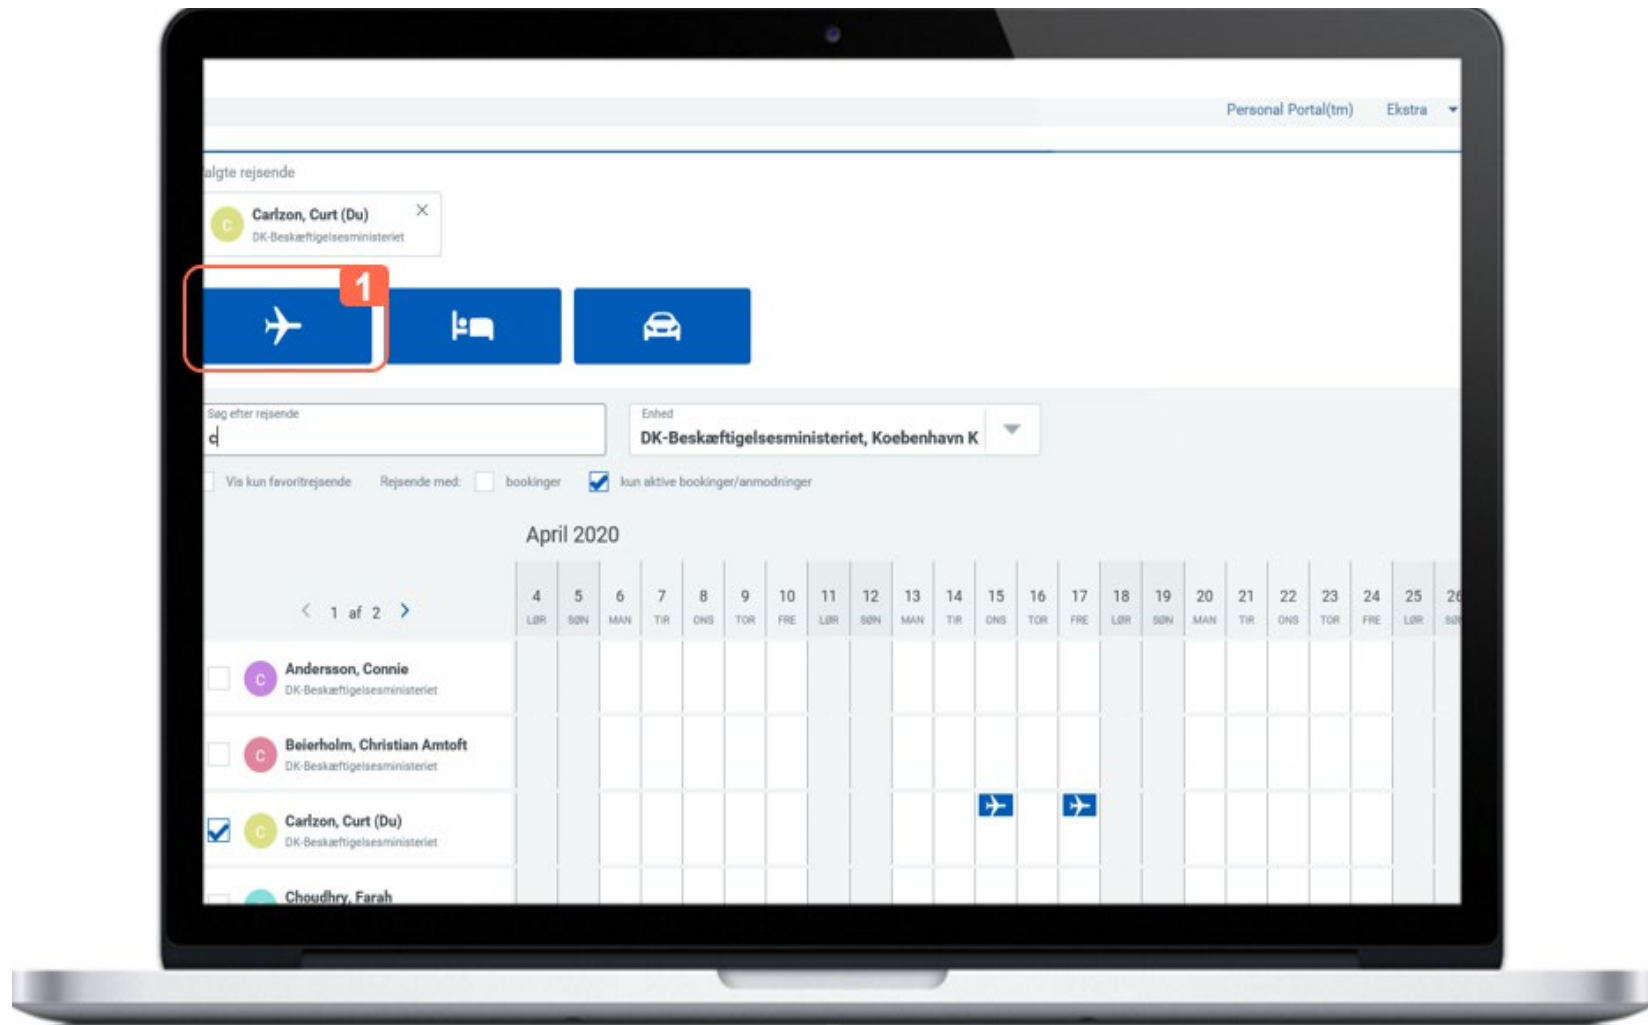 Personal Portal(tm) Ekstra
algte rejsende
C Carlzon, Curt (Du)
DK-Beskæftigelsesministeriet
1
Søg efter rejsende
c
Enhed
DK-Beskæftigelsesministeriet, Koebenhavn K
Vis kun favoritrejsende Rejsende med: bookinger kun aktive bookinger/anmodninger
April 2020
1 af 2
4 5 6 7 8 9 10 11 12 13 14 15 16 17 18 19 20 21 22 23 24 25 26
LØR SØN MAN TIR ONS TOR FRE LØR SØN MAN TIR ONS TOR FRE LØR SØN MAN TIR ONS TOR FRE LØR
C Andersson, Connie
DK-Beskæftigelsesministeriet
C Beierholm, Christian Amtoft
DK-Beskæftigelsesministeriet
C Carlzon, Curt (Du)
DK-Beskæftigelsesministeriet
Choudhry, Farah